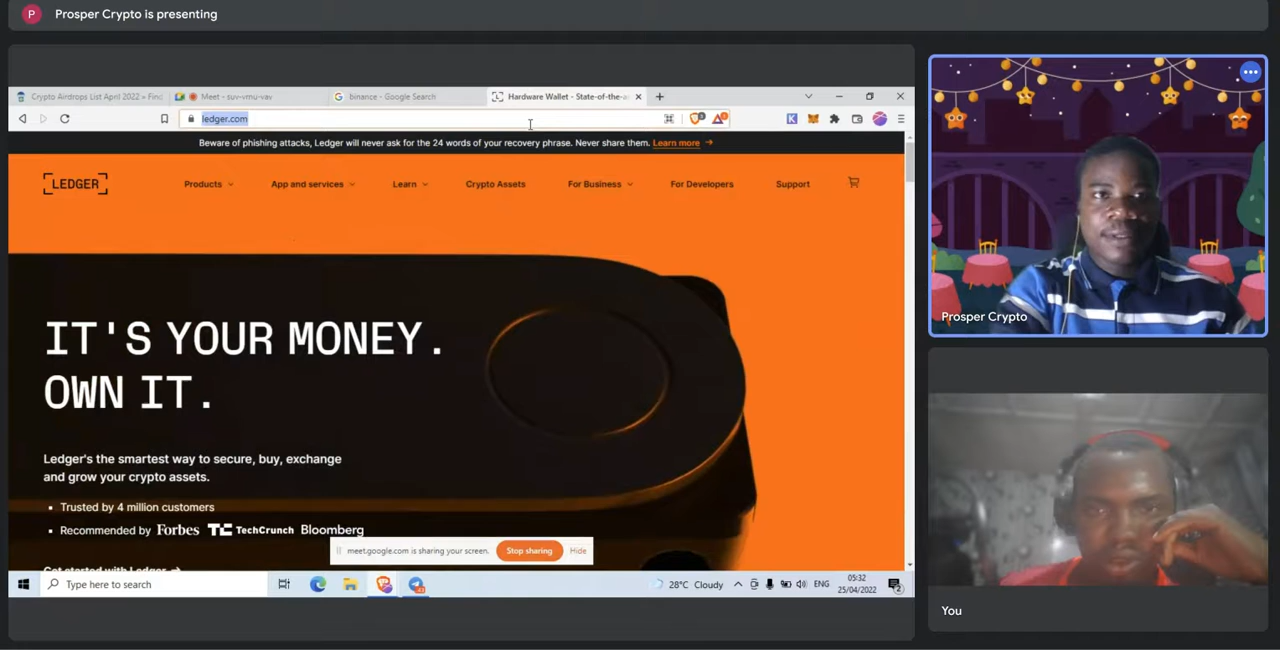 P
Prosper Crypto is presenting
Crypto Airdrops List April 2022 » Fin
Meet - suv-vmu-vav
binance - Google Search
Hardware Wallet - State-of-the-a
ledger.com
Beware of phishing attacks, Ledger will never ask for the 24 words of your recovery phrase. Never share them. Learn more →
LEDGER
Products
App and services
Learn
Crypto Assets
For Business
For Developers
Support
IT'S YOUR MONEY.
OWN IT.
Ledger's the smartest way to secure, buy, exchange
and grow your crypto assets.
Trusted by 4 million customers
Recommended by Forbes TechCrunch Bloomberg
Get started with Ledger →
meet.google.com is sharing your screen.
Stop sharing
Hide
Type here to search
28°C Cloudy
ENG
05:32
25/04/2022
Prosper Crypto
You